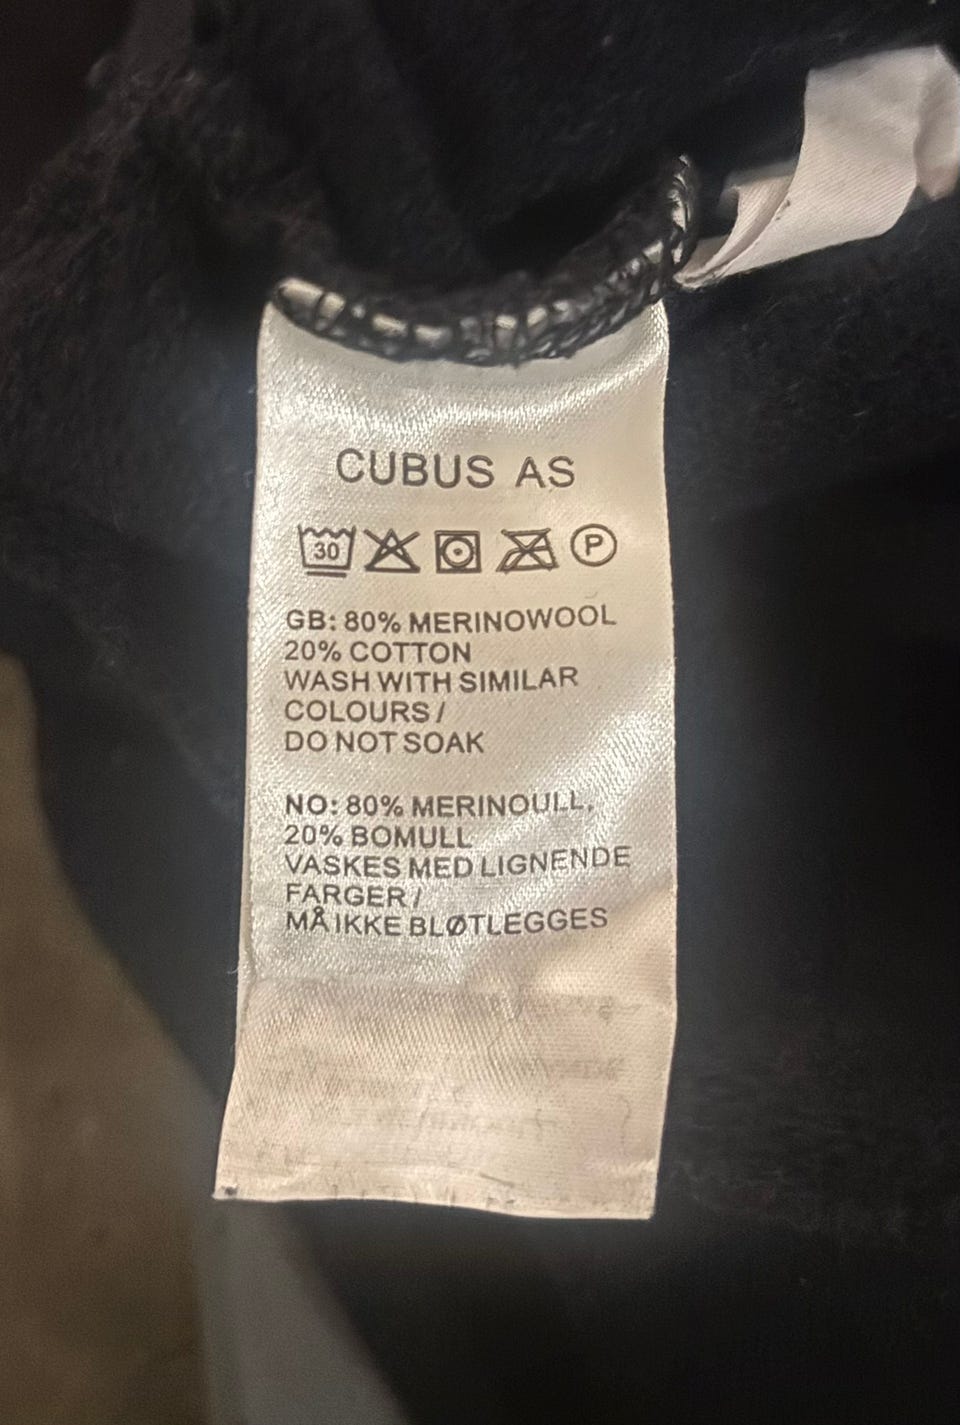 CUBUS AS
30 P
GB: 80% MERINOWOOL
20% COTTON
WASH WITH SIMILAR
COLOURS /
DO NOT SOAK
NO: 80% MERINOULL,
20% BOMULL
VASKES MED LIGNENDE
FARGER /
MÅ IKKE BLØTLEGGES